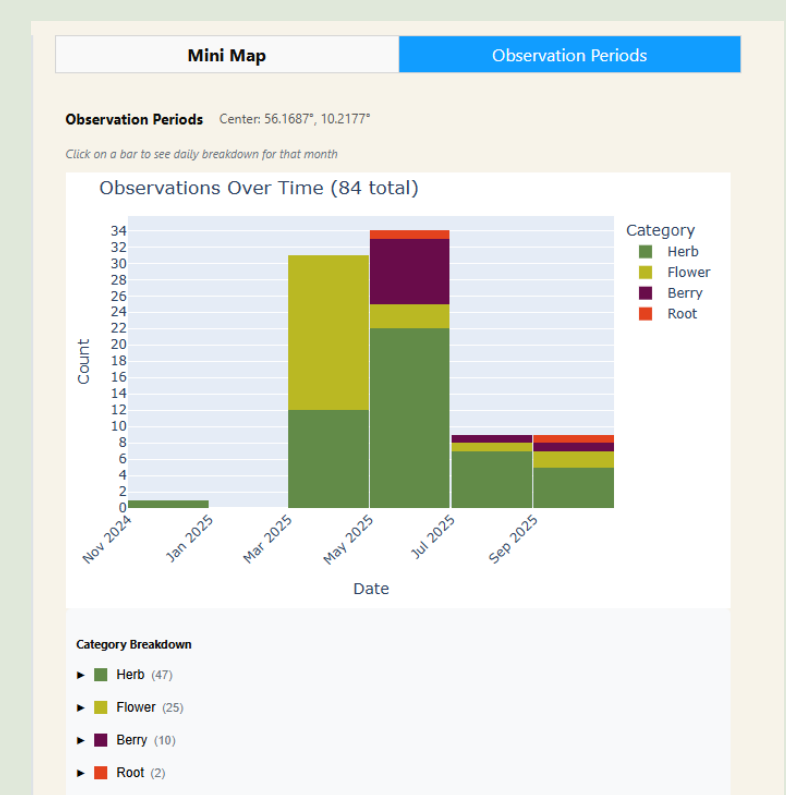 Mini Map
Observation Periods
Observation Periods Center: 56.1687°, 10.2177°
Click on a bar to see daily breakdown for that month
Observations Over Time (84 total)
34
32
30
28
26
24
22
20
18
16
14
12
10
8
6
4
2
0
Count
Nov 2024
Jan 2025
Mar 2025
May 2025
Jul 2025
Sep 2025
Date
Category
Herb
Flower
Berry
Root
Category Breakdown
► Herb (47)
► Flower (25)
► Berry (10)
► Root (2)